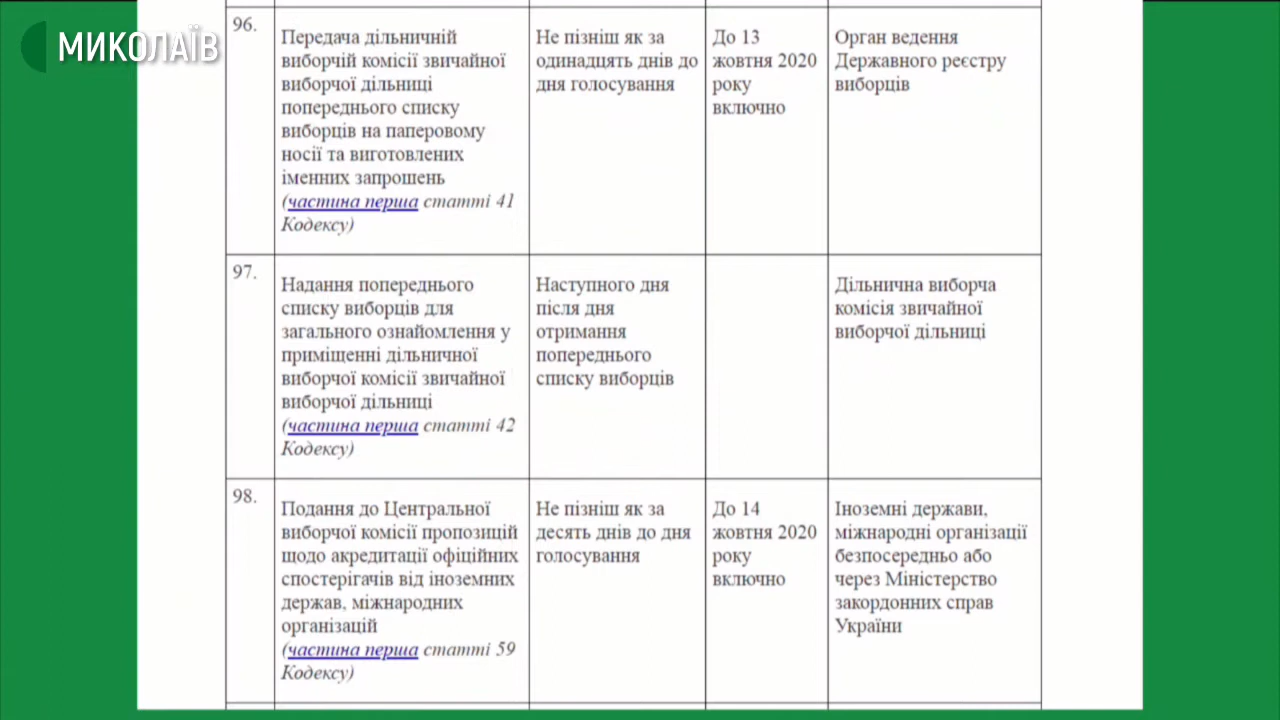 МИКОЛАЇВ
96.
Передача дільничній
виборчій комісії звичайної
виборчої дільниці
попереднього списку
виборців на паперовому
носії та виготовлених
іменних запрошень
(частина перша статті 41
Кодексу)
Не пізніш як за
одинадцять днів до
дня голосування
До 13
жовтня 2020
року
включно
Орган ведення
Державного реєстру
виборців
97.
Надання попереднього
списку виборців для
загального ознайомлення у
приміщенні дільничної
виборчої комісії звичайної
виборчої дільниці
(частина перша статті 42
Кодексу)
Наступного дня
після дня
отримання
попереднього
списку виборців
Дільнична виборча
комісія звичайної
виборчої дільниці
98.
Подання до Центральної
виборчої комісії пропозицій
щодо акредитації офіційних
спостерігачів від іноземних
держав, міжнародних
організацій
(частина перша статті 59
Кодексу)
Не пізніш як за
десять днів до дня
голосування
До 14
жовтня 2020
року
включно
Іноземні держави,
міжнародні організації
безпосередньо або
через Міністерство
закордонних справ
України